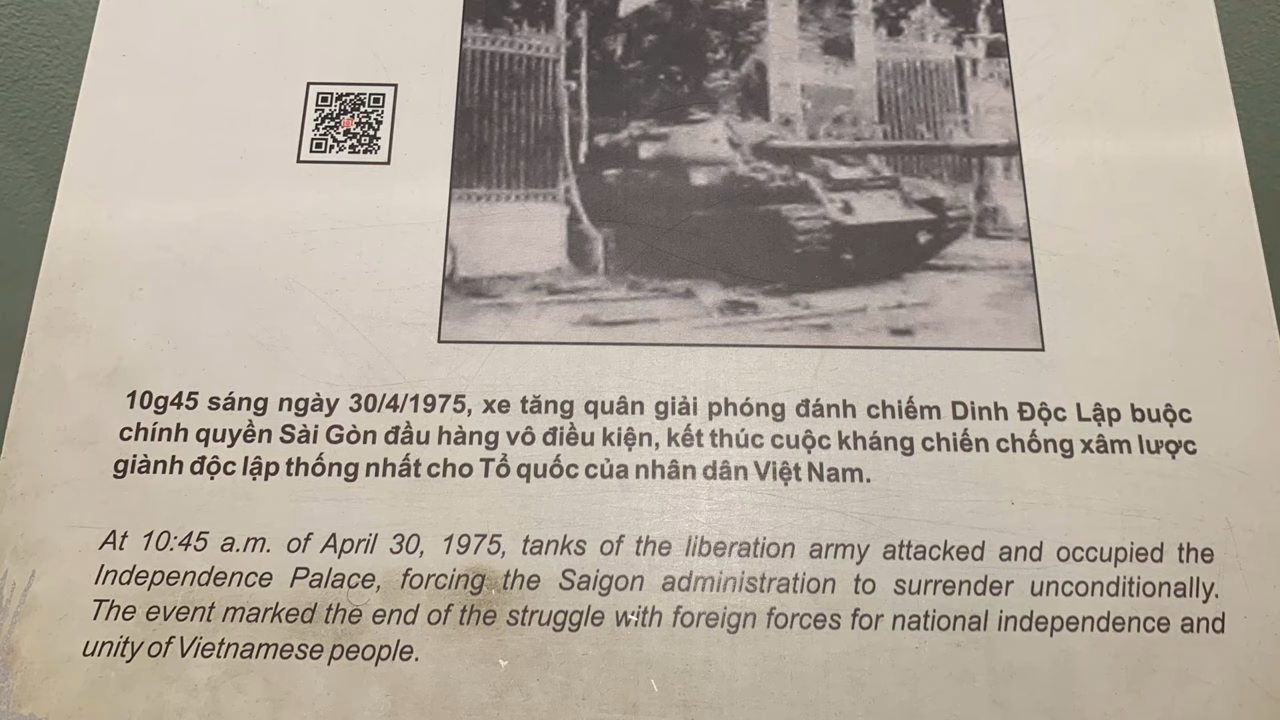 10g45 sáng ngày 30/4/1975, xe tăng quân giải phóng đánh chiếm Dinh Độc Lập buộc
chính quyền Sài Gòn đầu hàng vô điều kiện, kết thúc cuộc kháng chiến chống xâm lược
giành độc lập thống nhất cho Tổ quốc của nhân dân Việt Nam.
At 10:45 a.m. of April 30, 1975, tanks of the liberation army attacked and occupied the
Independence Palace, forcing the Saigon administration to surrender unconditionally.
The event marked the end of the struggle with foreign forces for national independence and
unity of Vietnamese people.